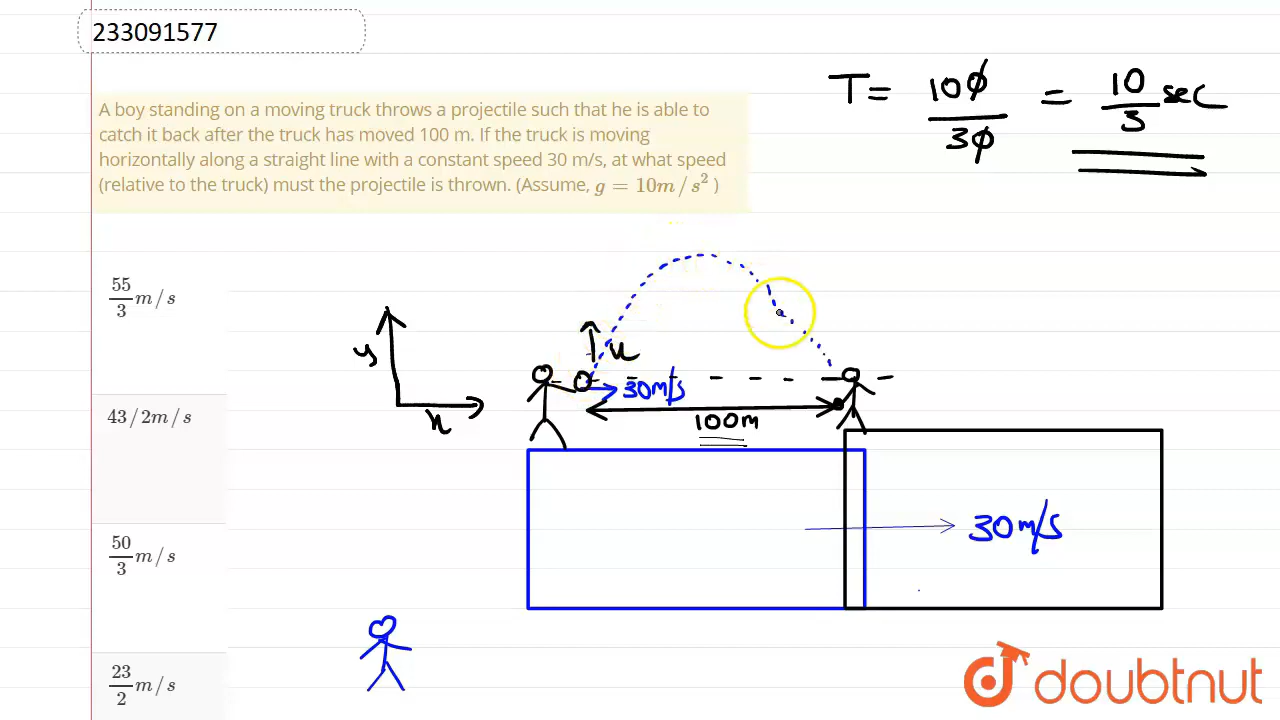 233091577
T = 100/30 = 10/3 sec
A boy standing on a moving truck throws a projectile such that he is able to
catch it back after the truck has moved 100 m. If the truck is moving
horizontally along a straight line with a constant speed 30 m/s, at what speed
(relative to the truck) must the projectile is thrown. (Assume, g = 10m/s² )
55/3 m/s
y
x
u
30m/s
100m
43/2m/s
30m/s
50/3 m/s
23/2 m/s
doubtnut